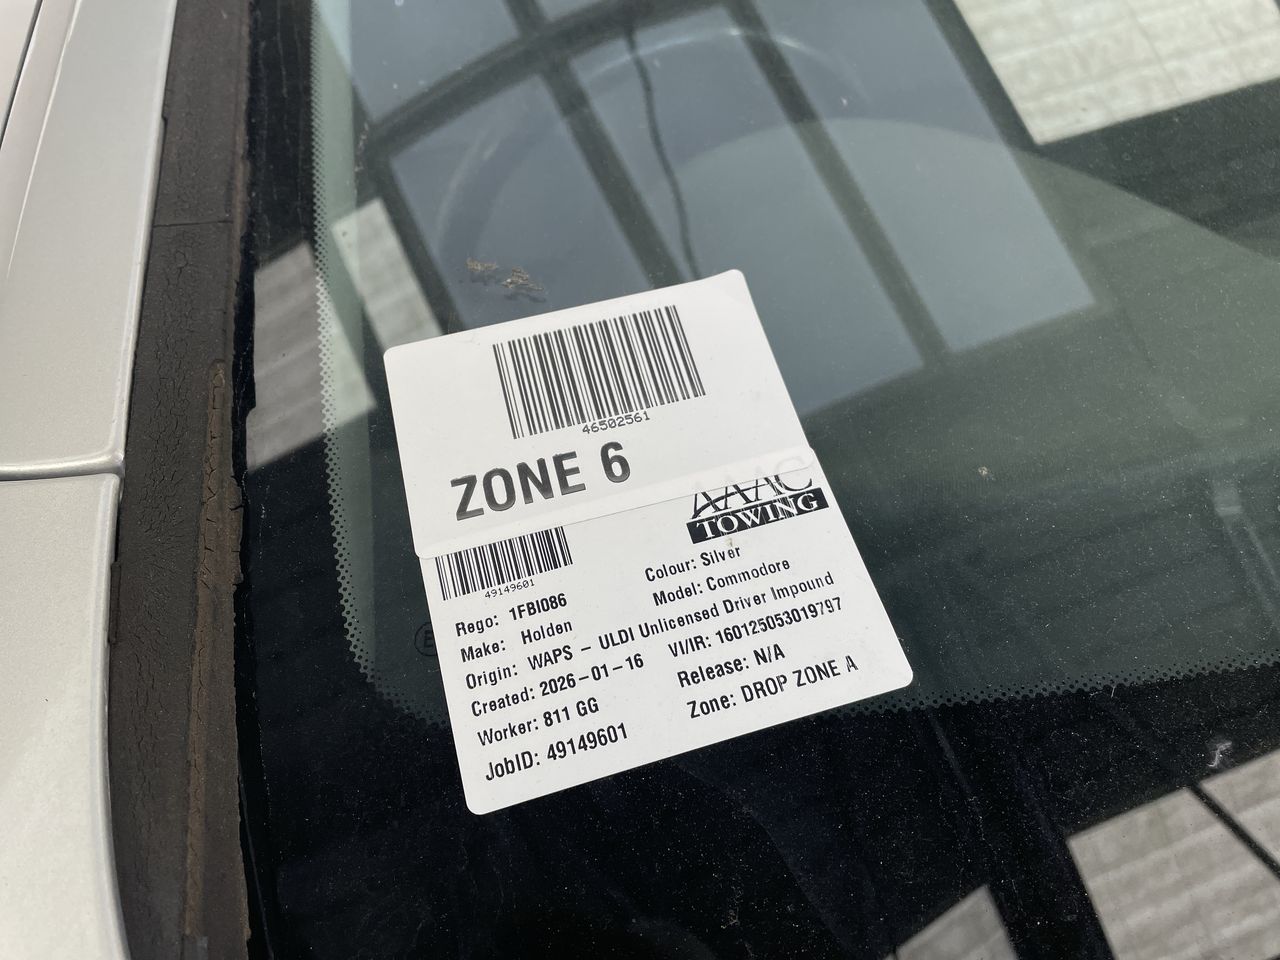 46502561
ZONE 6
AAAC
TOWING
49149601
Colour: Silver
Rego: 1FBI086
Model: Commodore
Make: Holden
Origin: WAPS - ULDI Unlicensed Driver Impound
Created: 2026-01-16
VI/IR: 160125053019797
Worker: 811 GG
Release: N/A
JobID: 49149601
Zone: DROP ZONE A